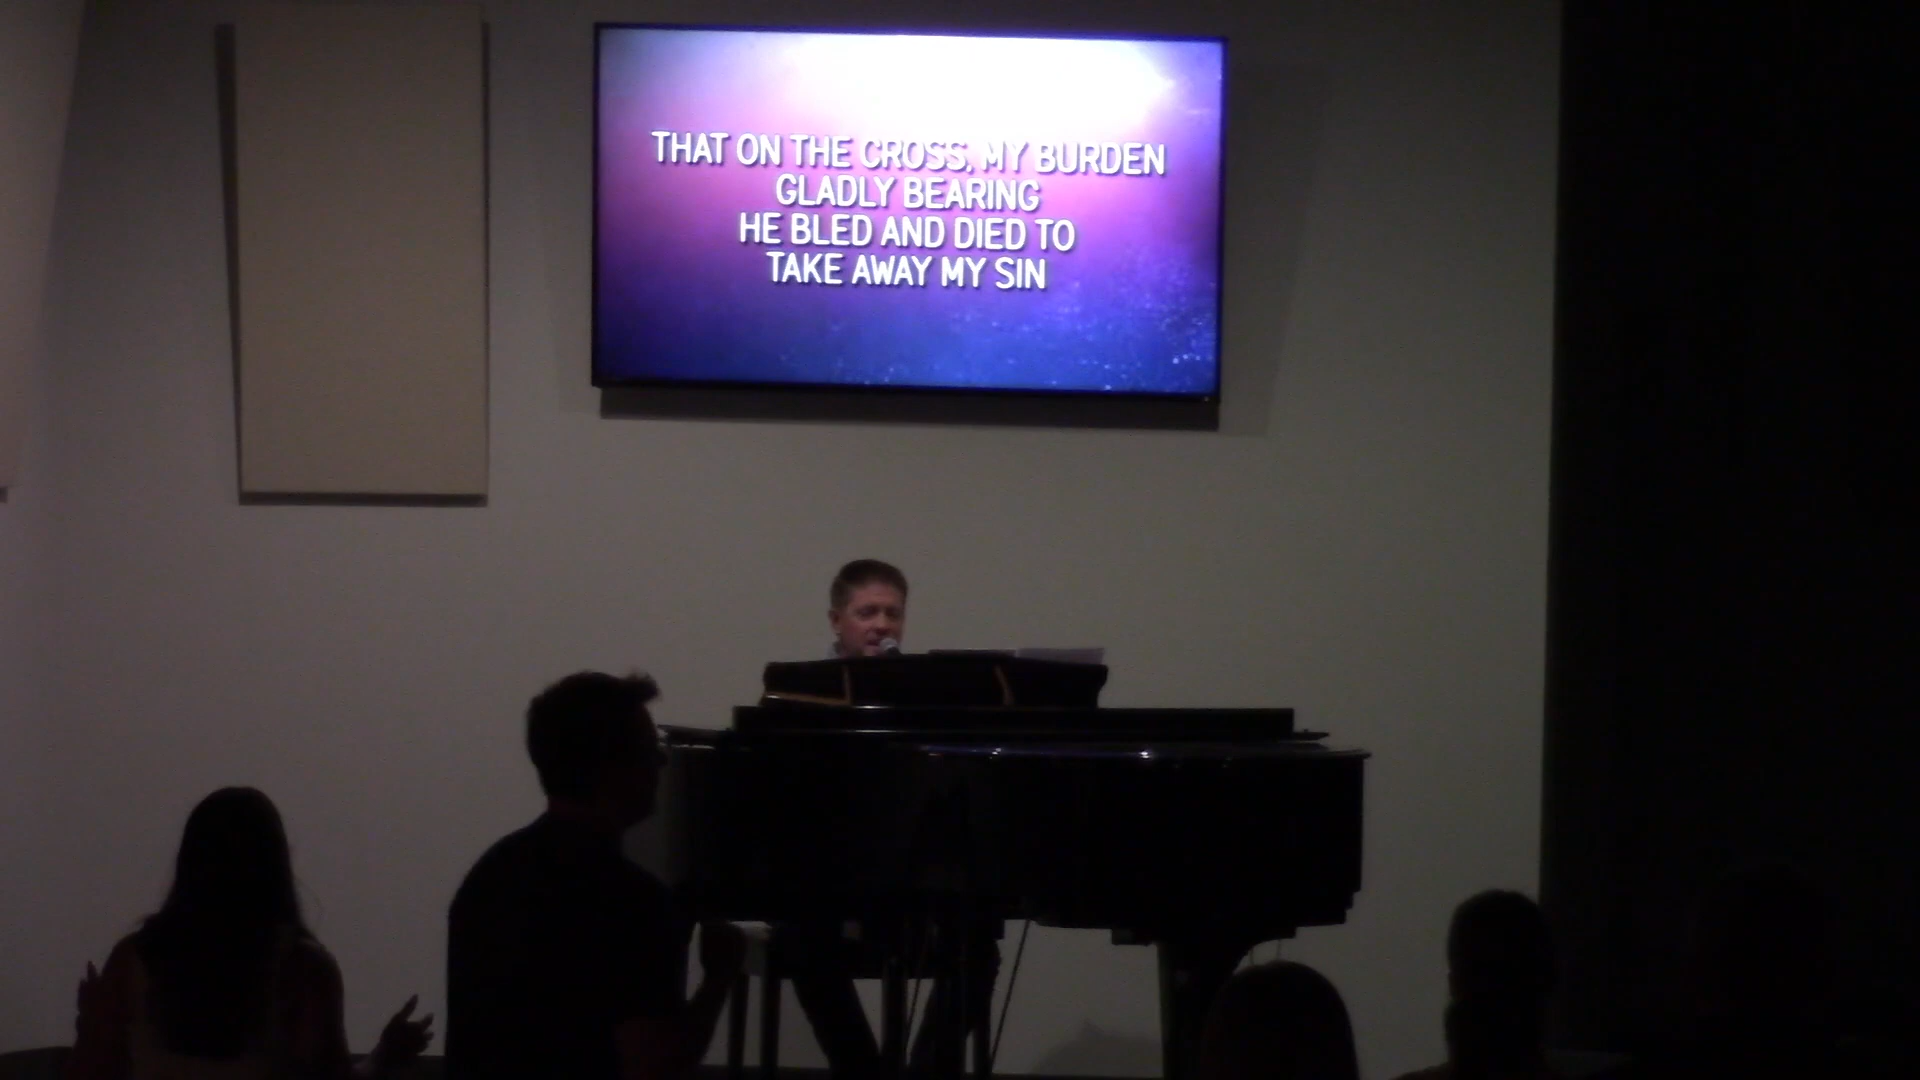 THAT ON THE CROSS, MY BURDEN
GLADLY BEARING
HE BLED AND DIED TO
TAKE AWAY MY SIN